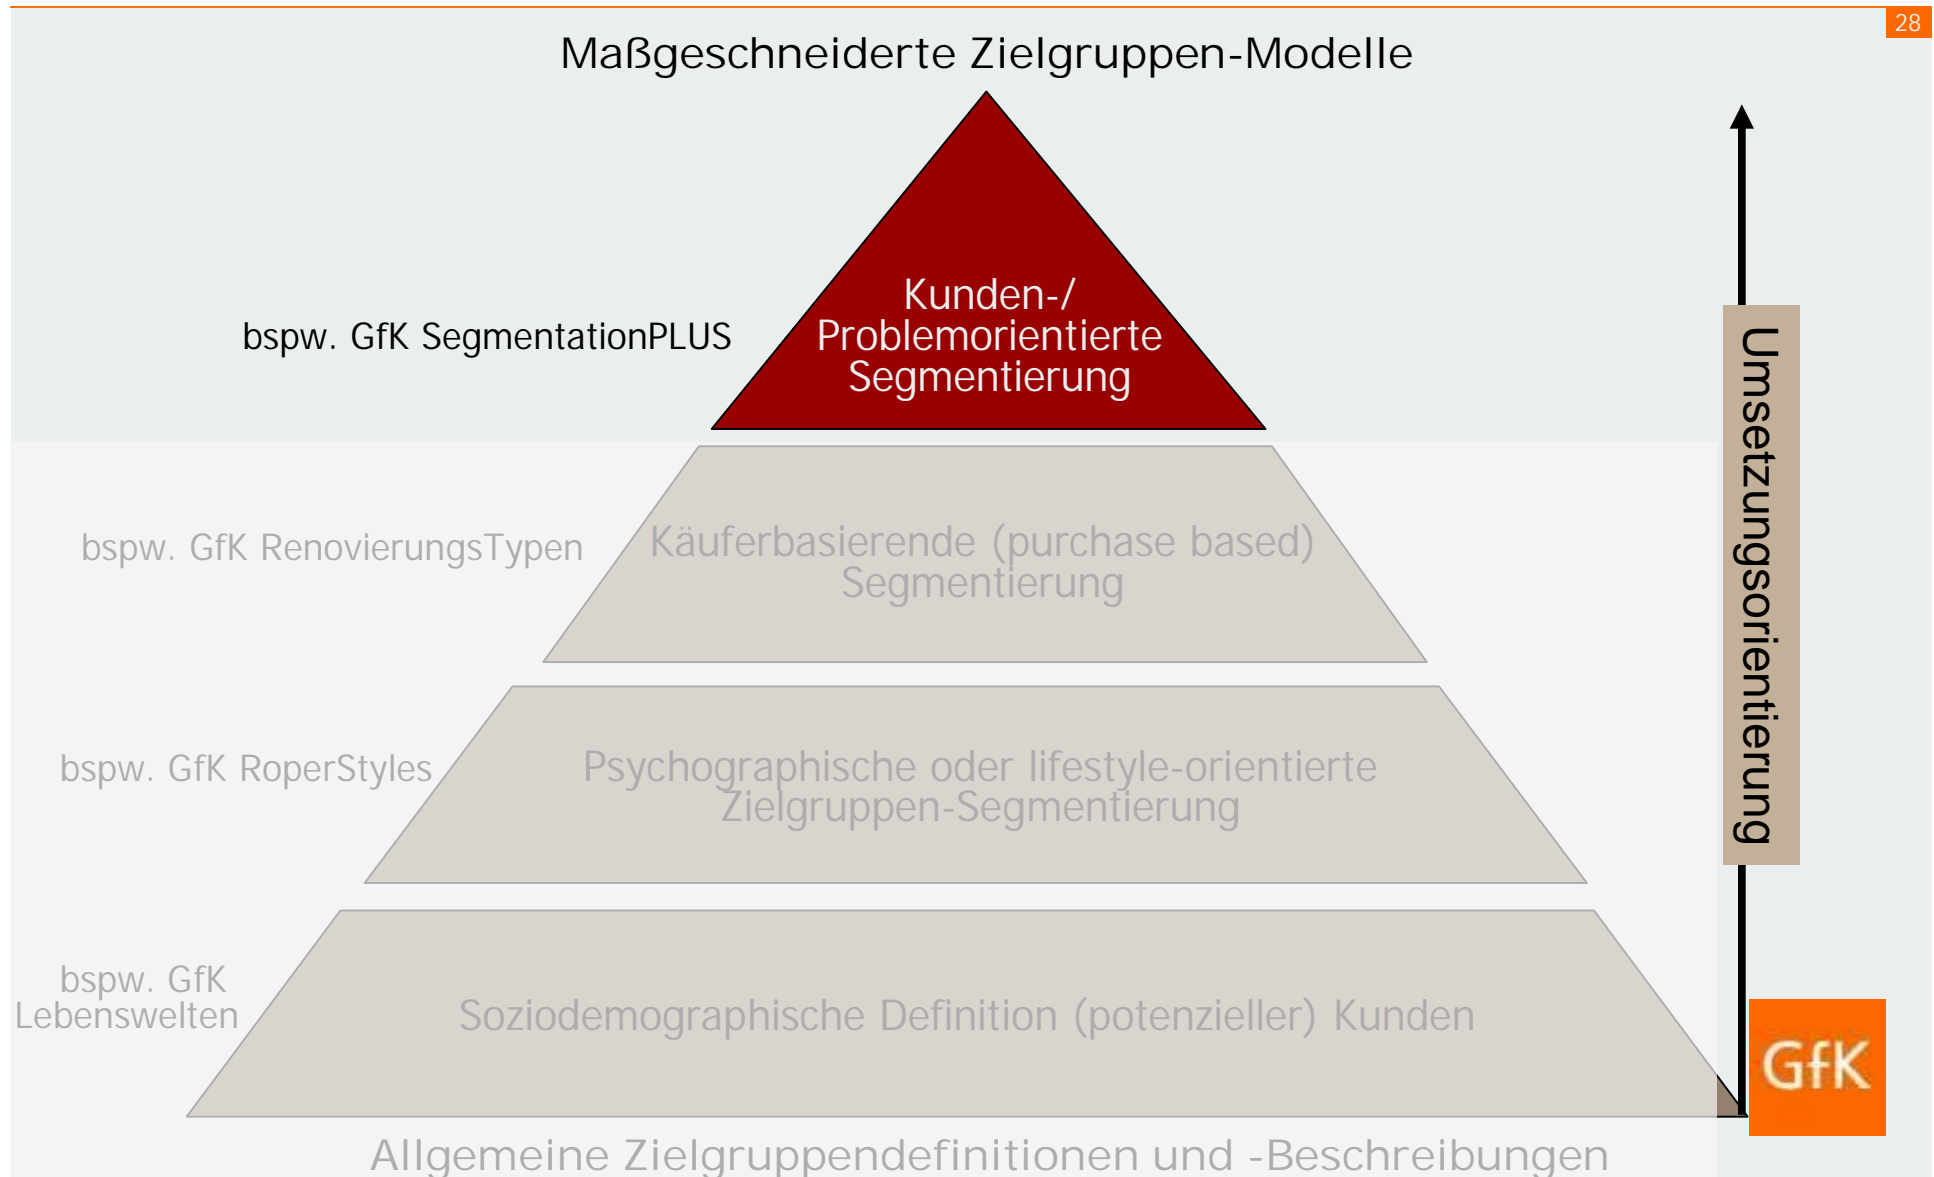 28
Maßgeschneiderte Zielgruppen-Modelle
Kunden-/
Problemorientierte
Segmentierung
bspw. GfK SegmentationPLUS
Umsetzungsorientierung
bspw. GfK RenovierungsTypen
Käuferbasierende (purchase based)
Segmentierung
bspw. GfK RoperStyles
Psychographische oder lifestyle-orientierte
Zielgruppen-Segmentierung
bspw. GfK
Lebenswelten
Soziodemographische Definition (potenzieller) Kunden
GfK
Allgemeine Zielgruppendefinitionen und -Beschreibungen